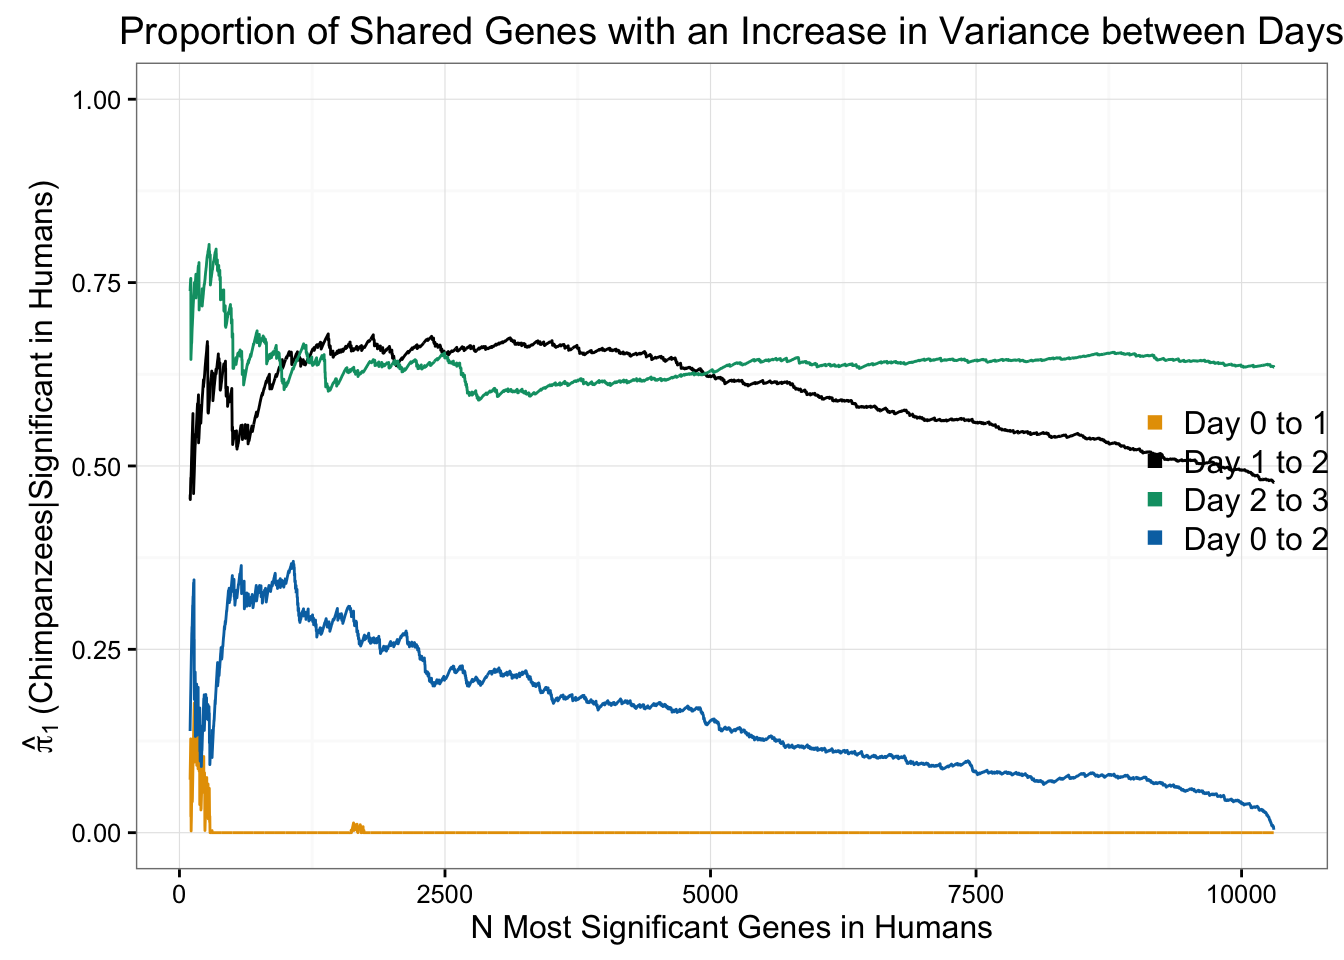 Proportion of Shared Genes with an Increase in Variance between Days
π̂₁ (Chimpanzees|Significant in Humans)
1.00
0.75
0.50
0.25
0.00
Day 0 to 1
Day 1 to 2
Day 2 to 3
Day 0 to 2
0 2500 5000 7500 10000
N Most Significant Genes in Humans